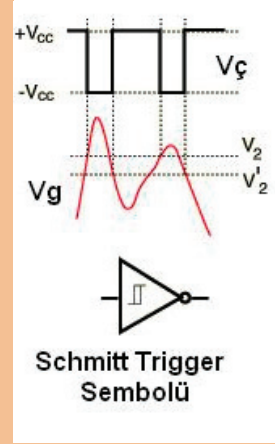 +Vcc
Vç
-Vcc
V2
V'2
Vg
Schmitt Trigger
Sembolü